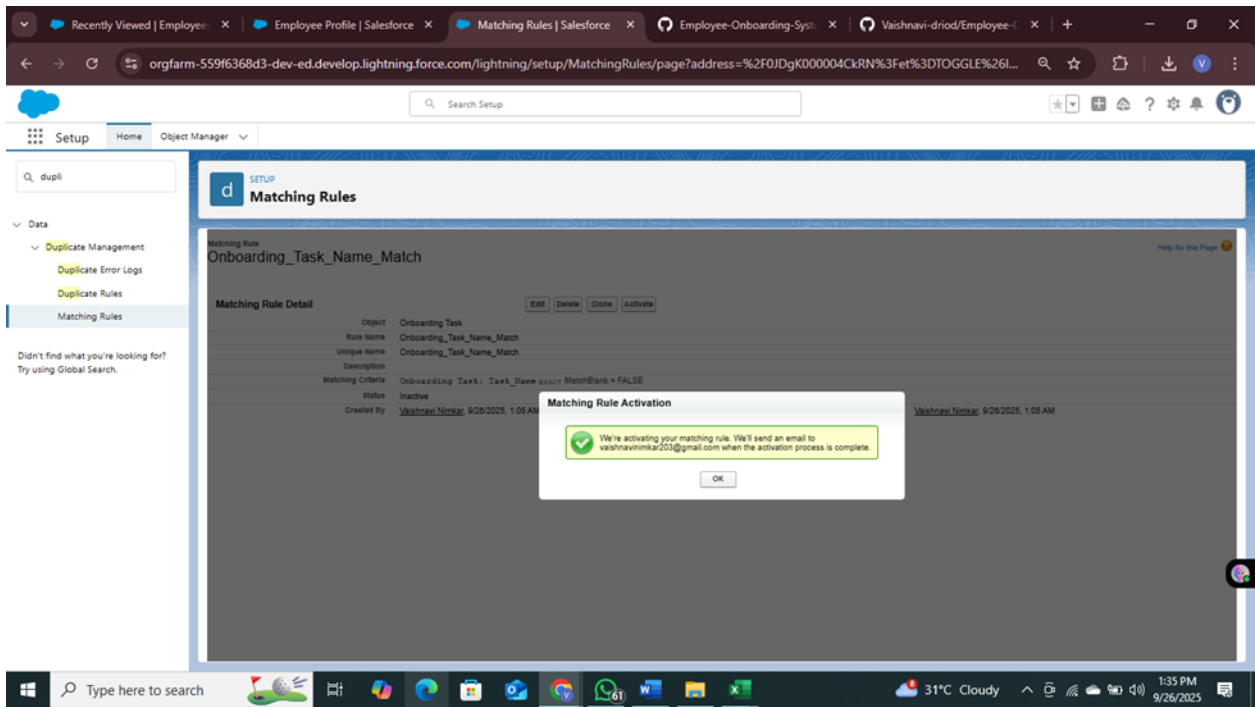 Recently Viewed | Employee
Employee Profile | Salesforce
Matching Rules | Salesforce
Employee-Onboarding-Syst
Vaishnavi-driod/Employee-C
orgfarm-559f6368d3-dev-ed.develop.lightning.force.com/lightning/setup/MatchingRules/page?address=%2F0JDgK000004CkRN%3Fet%3DTOGGLE%26I...
V
Search Setup
Setup
Home
Object Manager
dupli
Data
Duplicate Management
Duplicate Error Logs
Duplicate Rules
Matching Rules
Didn't find what you're looking for?
Try using Global Search.
d
SETUP
Matching Rules
Matching Rule
Onboarding_Task_Name_Match
Help for this Page
Matching Rule Detail
Edit Delete Clone Activate
Object Onboarding Task
Rule Name Onboarding_Task_Name_Match
Unique Name Onboarding_Task_Name_Match
Description
Matching Criteria Onboarding Task: Task_Name EXACT MatchBlank = FALSE
Status Inactive
Created By Vaishnavi Nimkar, 9/26/2025, 1:05 AM
Vaishnavi Nimkar, 9/26/2025, 1:05 AM
Matching Rule Activation
We're activating your matching rule. We'll send an email to
vaishnavinimkar203@gmail.com when the activation process is complete.
OK
Type here to search
61
31°C Cloudy
1:35 PM
9/26/2025